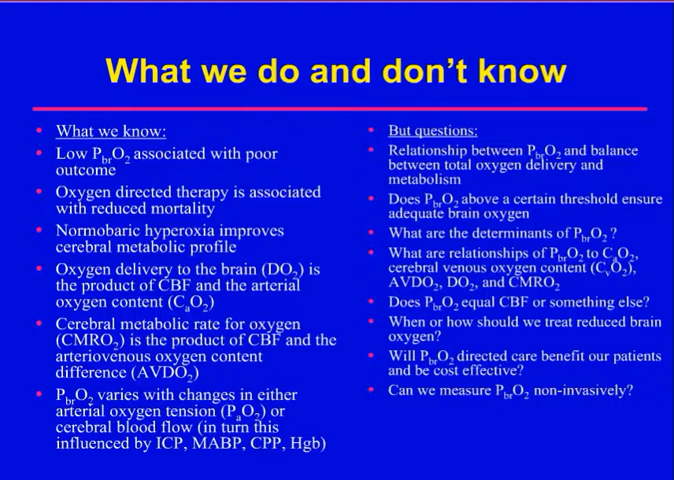 What we do and don't know
• What we know:
• Low PbrO2 associated with poor
outcome
• Oxygen directed therapy is associated
with reduced mortality
• Normobaric hyperoxia improves
cerebral metabolic profile
• Oxygen delivery to the brain (DO2) is
the product of CBF and the arterial
oxygen content (CaO2)
• Cerebral metabolic rate for oxygen
(CMRO2) is the product of CBF and the
arteriovenous oxygen content
difference (AVDO2)
• PbrO2 varies with changes in either
arterial oxygen tension (PaO2) or
cerebral blood flow (in turn this
influenced by ICP, MABP, CPP, Hgb)
• But questions:
• Relationship between PbrO2 and balance
between total oxygen delivery and
metabolism
• Does PbrO2 above a certain threshold ensure
adequate brain oxygen
• What are the determinants of PbrO2 ?
• What are relationships of PbrO2 to CaO2,
cerebral venous oxygen content (CvO2),
AVDO2, DO2, and CMRO2
• Does PbrO2 equal CBF or something else?
• When or how should we treat reduced brain
oxygen?
• Will PbrO2 directed care benefit our patients
and be cost effective?
• Can we measure PbrO2 non-invasively?